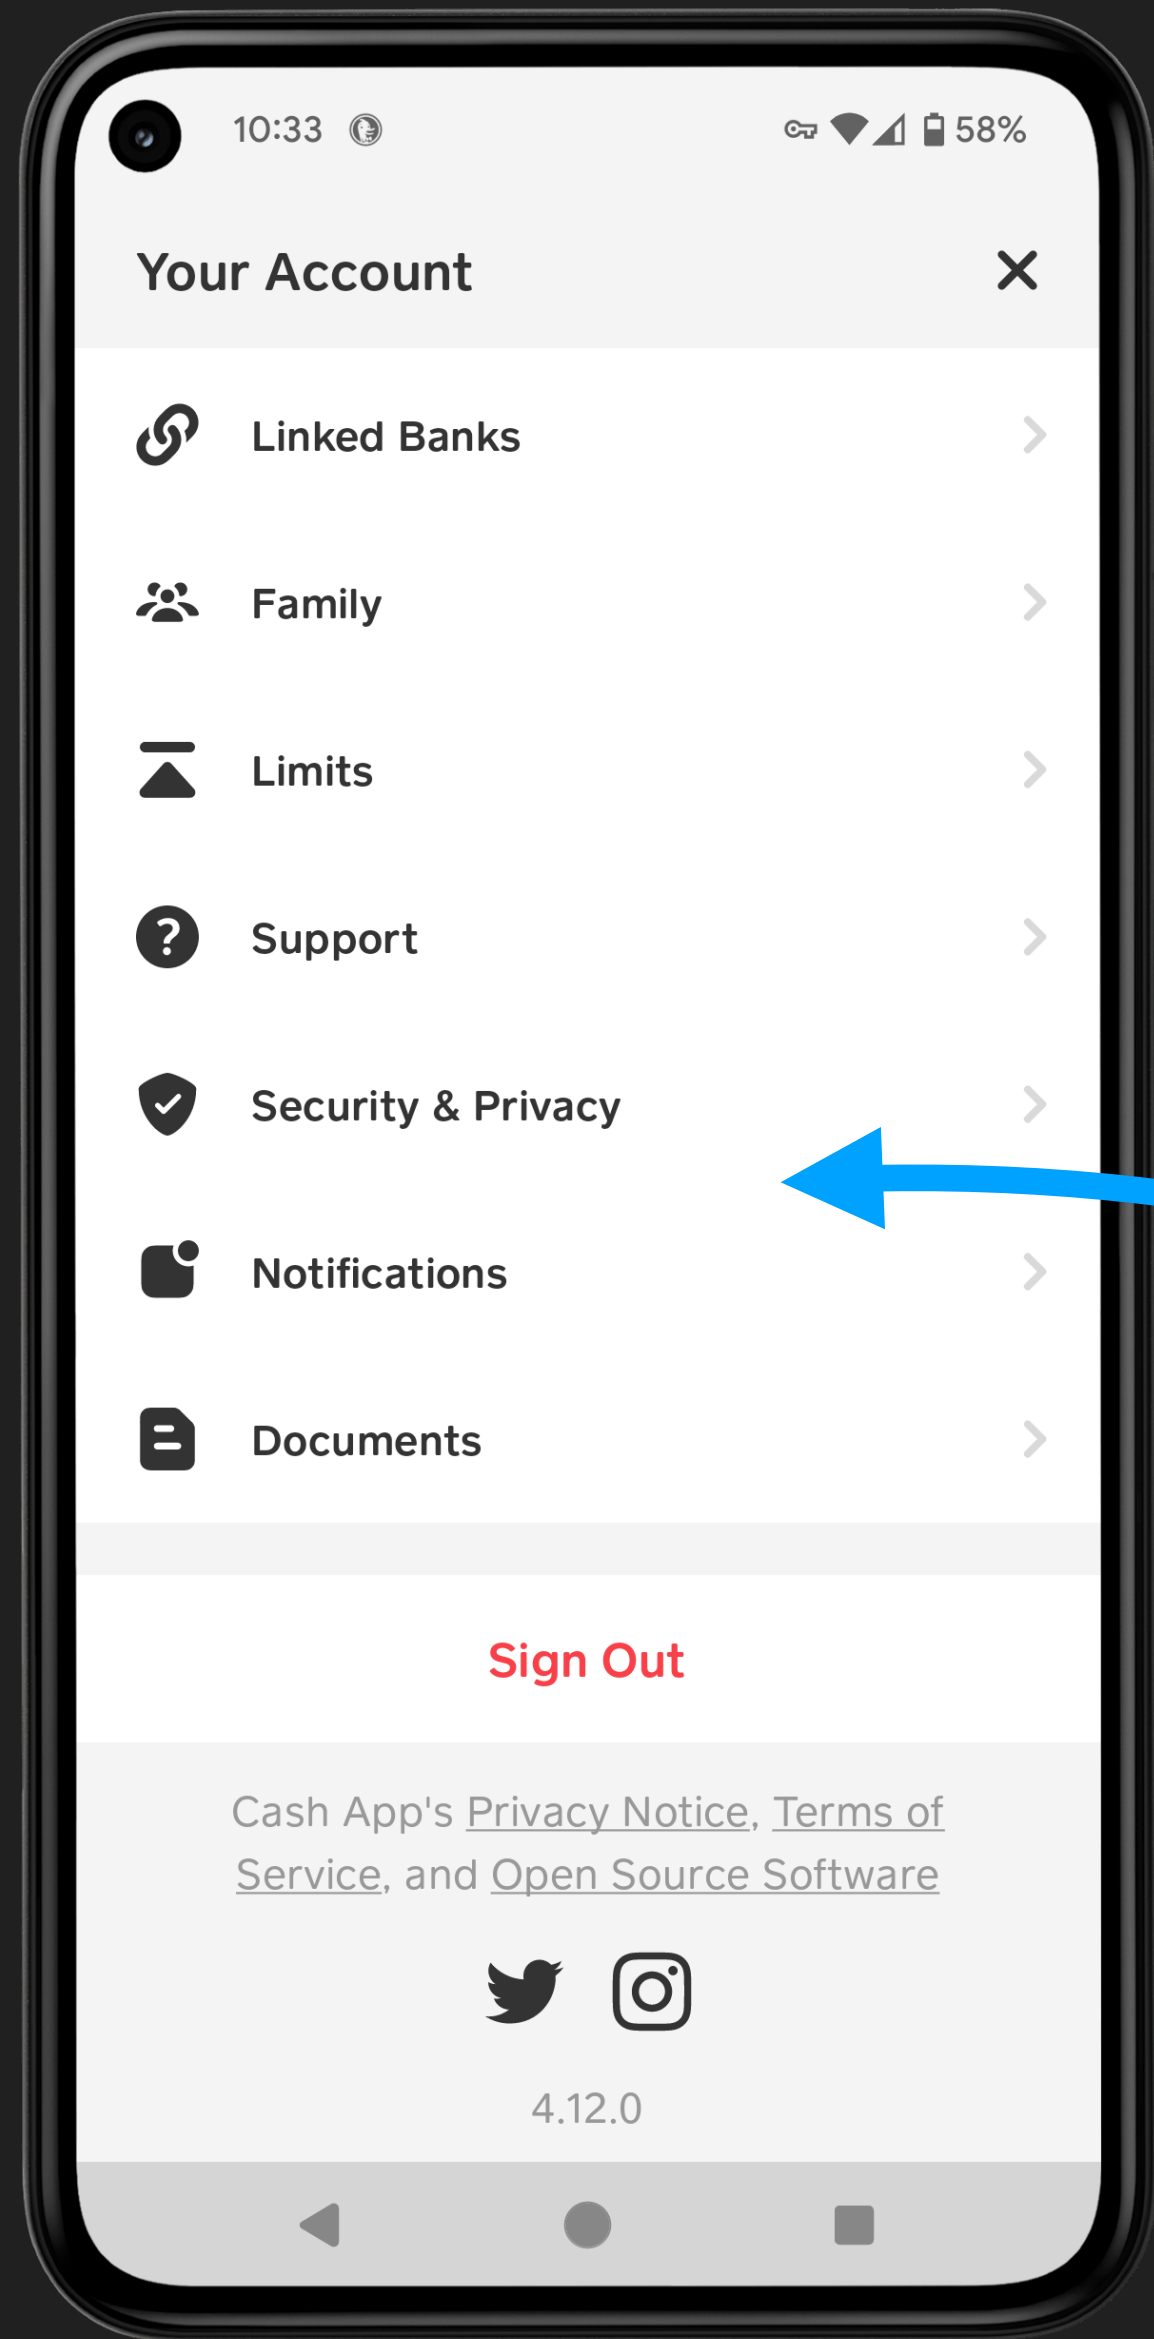 10:33
58%
Your Account
Linked Banks
Family
Limits
Support
Security & Privacy
Notifications
Documents
Sign Out
Cash App's Privacy Notice, Terms of
Service, and Open Source Software
4.12.0